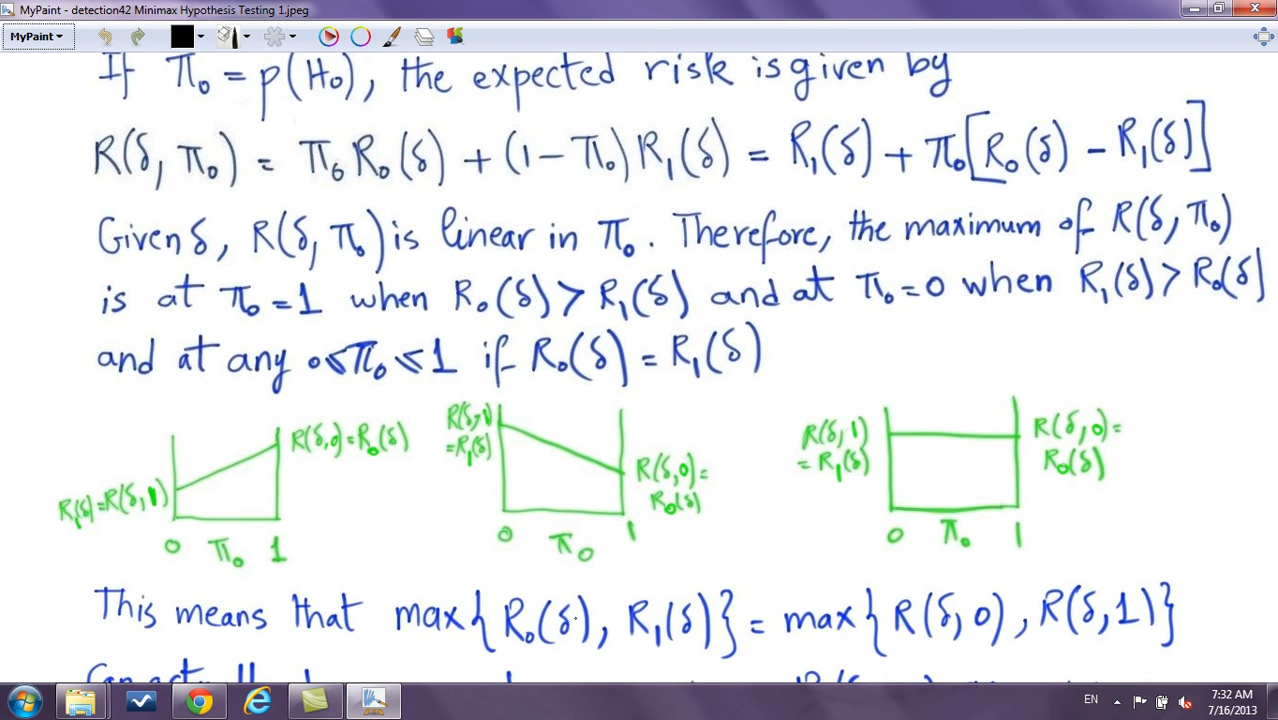 MyPaint - detection42 Minimax Hypothesis Testing 1.jpeg
MyPaint
If π₀ = p(H₀), the expected risk is given by
R(δ, π₀) = π₀ R₀(δ) + (1 − π₀) R₁(δ) = R₁(δ) + π₀[R₀(δ) − R₁(δ)]
Given δ, R(δ, π₀) is linear in π₀. Therefore, the maximum of R(δ, π₀)
is at π₀ = 1 when R₀(δ) > R₁(δ) and at π₀ = 0 when R₁(δ) > R₀(δ)
and at any 0 ≤ π₀ ≤ 1 if R₀(δ) = R₁(δ)
R(δ,0) = R₀(δ)
R₁(δ) = R(δ, 1)
0 π₀ 1
R(δ, 1)
= R₁(δ)
R(δ,0) =
R₀(δ)
0 π₀ 1
R(δ, 1)
= R₁(δ)
R(δ,0) =
R₀(δ)
0 π₀ 1
This means that max{R₀(δ), R₁(δ)} = max{R(δ, 0), R(δ, 1)}
EN
7:32 AM
7/16/2013